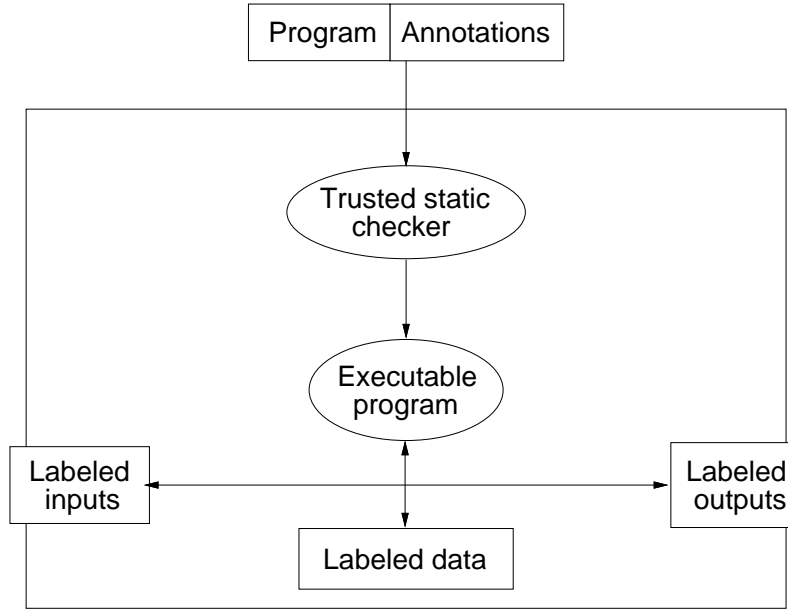 Program Annotations
Trusted static
checker
Executable
program
Labeled
inputs
Labeled
outputs
Labeled data